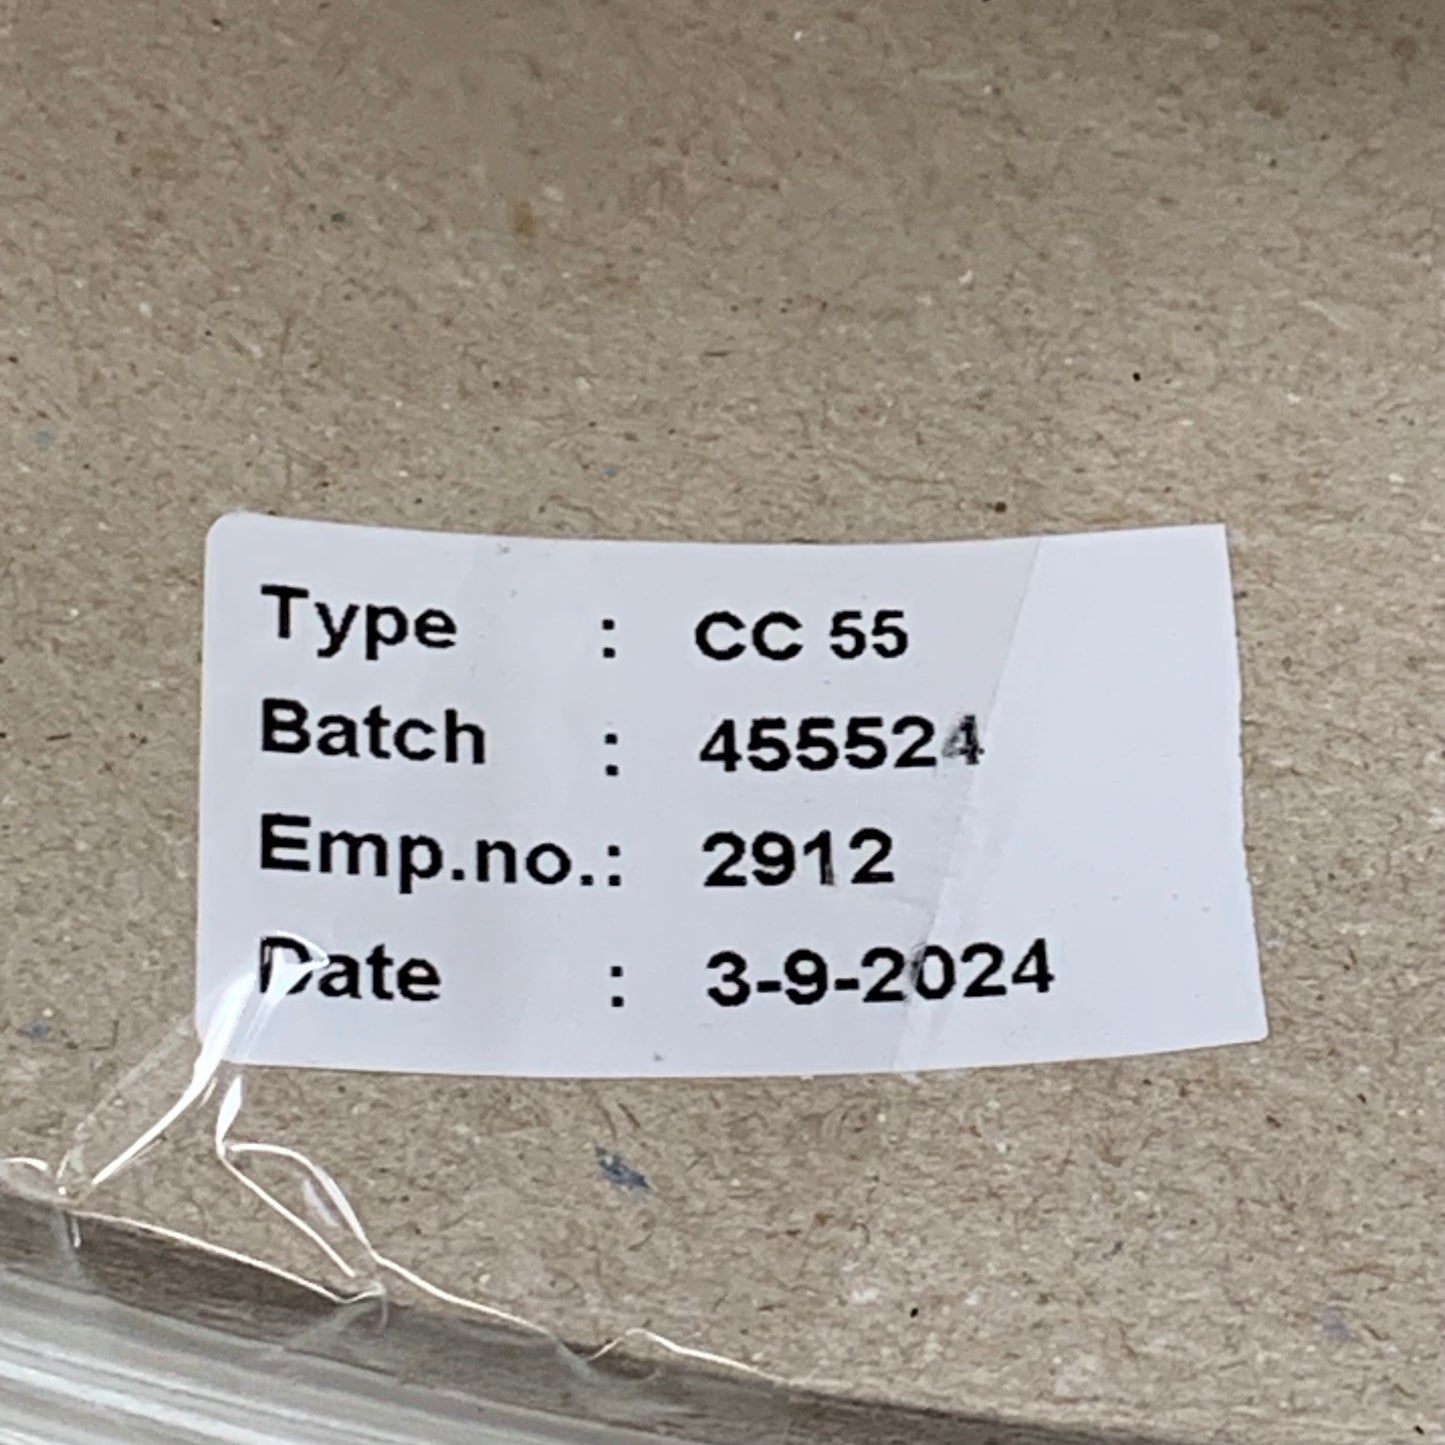 Type : CC 55
Batch : 455524
Emp.no.: 2912
Date : 3-9-2024